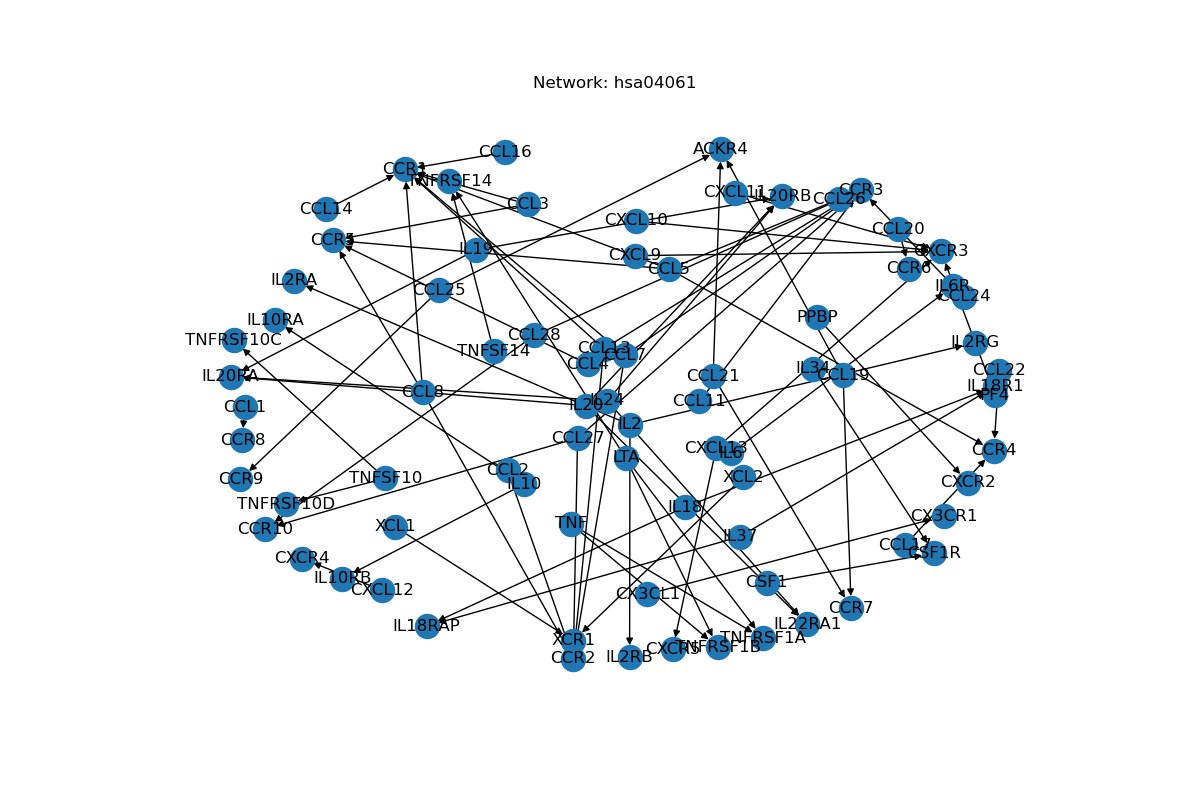 Network: hsa04061
ACKR4
CCL16
CCR1
TNFRSF14
CCL3
CXCL11
IL20RB
CCR3
CCL26
CCL14
CXCL10
CCL20
CCR5
IL19
CXCL9
CXCR3
CCL5
CCR6
IL2RA
CCL25
IL6R
CCL24
IL10RA
PPBP
TNFRSF10C
CCL28
IL2RG
TNFSF14
CCL13
CCL7
CCL4
IL34
CCL22
IL20RA
CCL21
CCL19
IL18R1
CCL8
PF4
CCL1
IL20
IL24
CCL11
IL2
CCR8
CCL27
CXCL13
IL6
CCR4
LTA
CCL2
CCR9
TNFSF10
XCL2
IL10
CXCR2
TNFRSF10D
IL18
CX3CR1
CCR10
XCL1
TNF
IL37
CCL17
CSF1R
CXCR4
IL10RB
CXCL12
CX3CL1
CSF1
CCR7
IL18RAP
IL22RA1
XCR1
TNFRSF1A
CCR2
IL2RB
CXCR5
TNFRSF1B